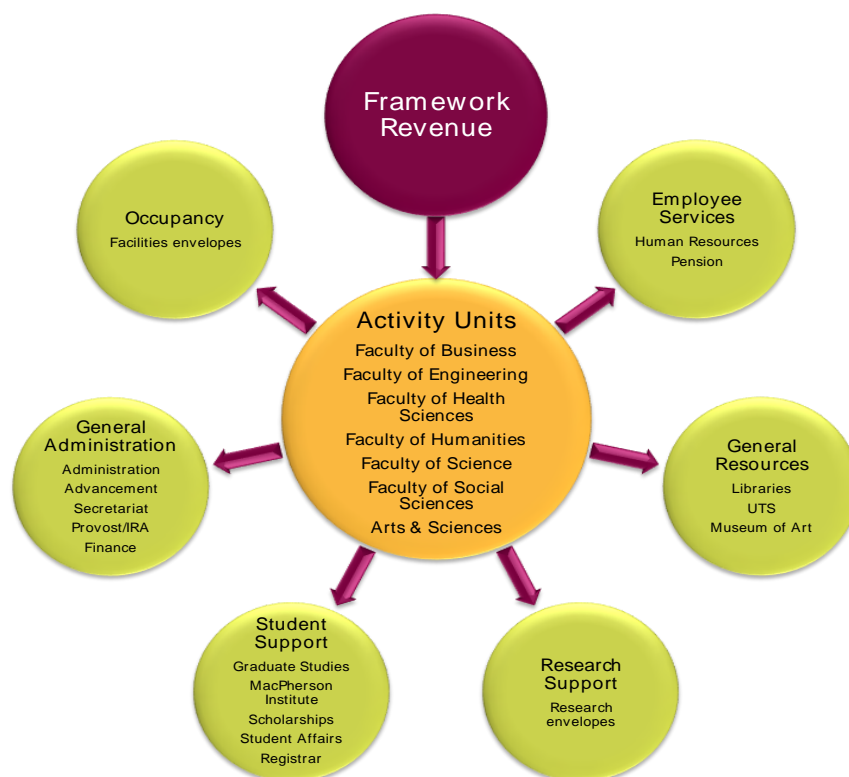 Framework
Revenue
Occupancy
Facilities envelopes
Employee
Services
Human Resources
Pension
Activity Units
Faculty of Business
Faculty of Engineering
Faculty of Health
Sciences
Faculty of Humanities
Faculty of Science
Faculty of Social
Sciences
Arts & Sciences
General
Administration
Administration
Advancement
Secretariat
Provost/IRA
Finance
General
Resources
Libraries
UTS
Museum of Art
Student
Support
Graduate Studies
MacPherson
Institute
Scholarships
Student Affairs
Registrar
Research
Support
Research
envelopes